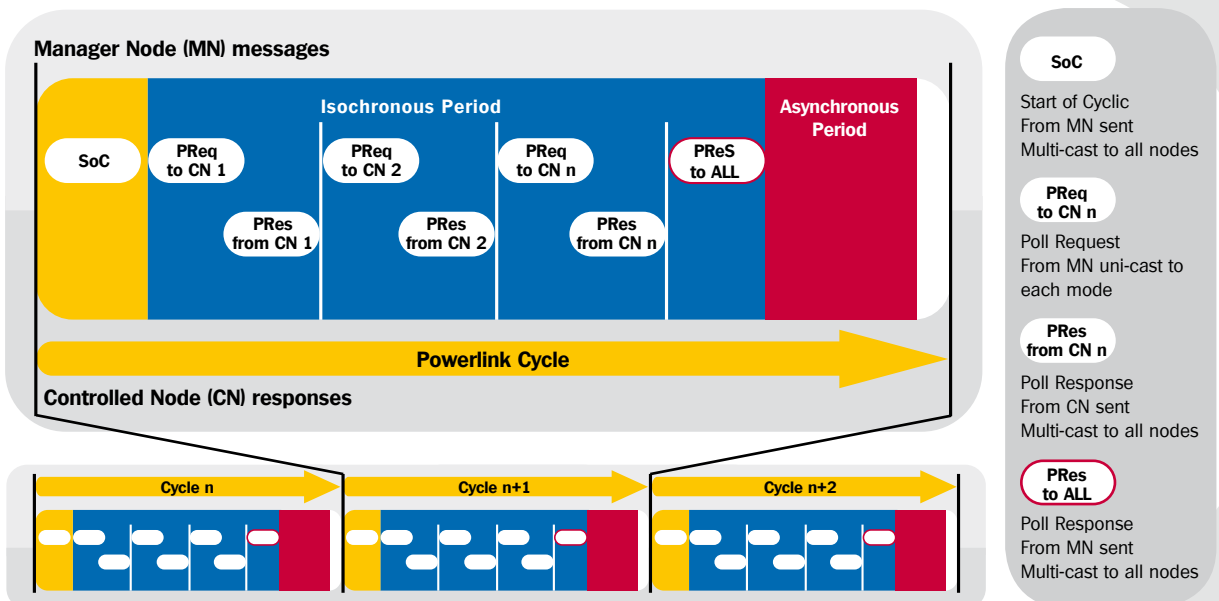 Manager Node (MN) messages
Isochronous Period
Asynchronous
Period
SoC
PReq
to CN 1
PReq
to CN 2
PReq
to CN n
PReS
to ALL
PRes
from CN 1
PRes
from CN 2
PRes
from CN n
Powerlink Cycle
Controlled Node (CN) responses
Cycle n
Cycle n+1
Cycle n+2
SoC
Start of Cyclic
From MN sent
Multi-cast to all nodes
PReq
to CN n
Poll Request
From MN uni-cast to
each mode
PRes
from CN n
Poll Response
From CN sent
Multi-cast to all nodes
PRes
to ALL
Poll Response
From MN sent
Multi-cast to all nodes